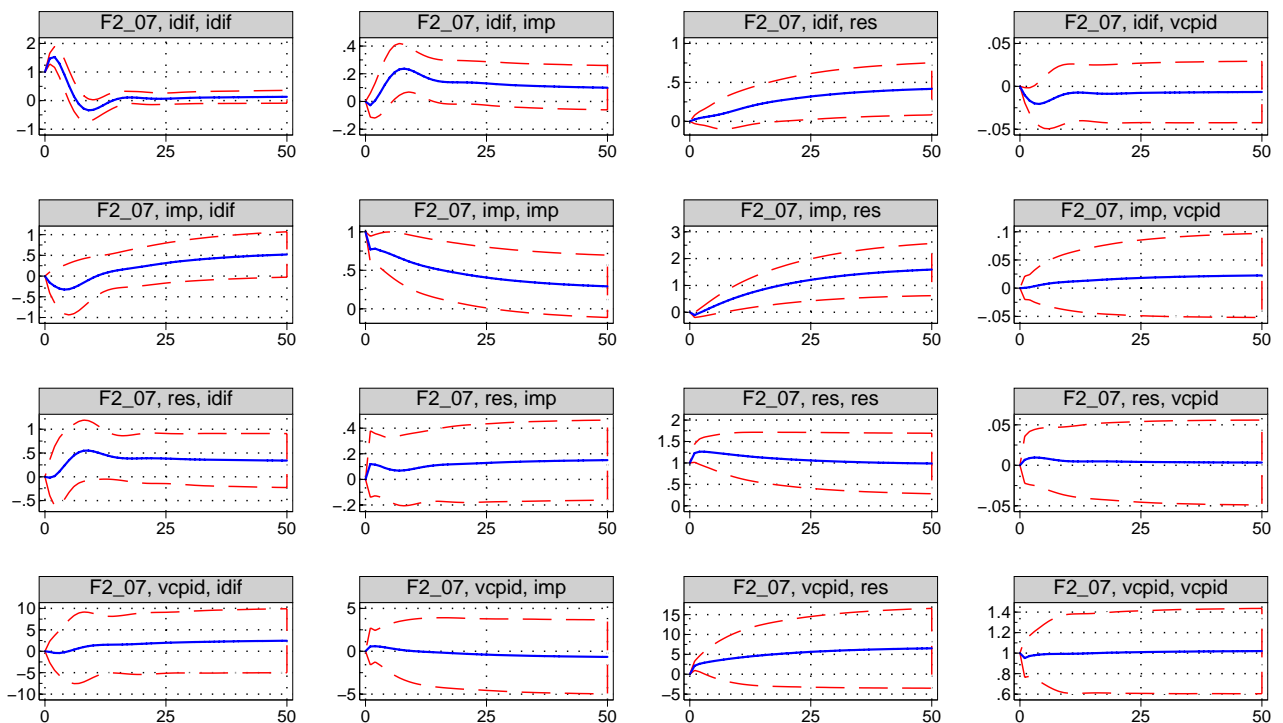 F2_07, idif, idif
2
1
0
−1
0 25 50
F2_07, idif, imp
.4
.2
0
−.2
0 25 50
F2_07, idif, res
1
.5
0
0 25 50
F2_07, idif, vcpid
.05
0
−.05
0 25 50
F2_07, imp, idif
1
.5
0
−.5
−1
0 25 50
F2_07, imp, imp
1
.5
0
0 25 50
F2_07, imp, res
3
2
1
0
0 25 50
F2_07, imp, vcpid
.1
.05
0
−.05
0 25 50
F2_07, res, idif
1
.5
0
−.5
0 25 50
F2_07, res, imp
.4
.2
0
−.2
0 25 50
F2_07, res, res
2
1.5
1
.5
0
0 25 50
F2_07, res, vcpid
.05
0
−.05
0 25 50
F2_07, vcpid, idif
10
5
0
−5
−10
0 25 50
F2_07, vcpid, imp
5
0
−5
0 25 50
F2_07, vcpid, res
15
10
5
0
−5
0 25 50
F2_07, vcpid, vcpid
1.4
1.2
1
.8
.6
0 25 50